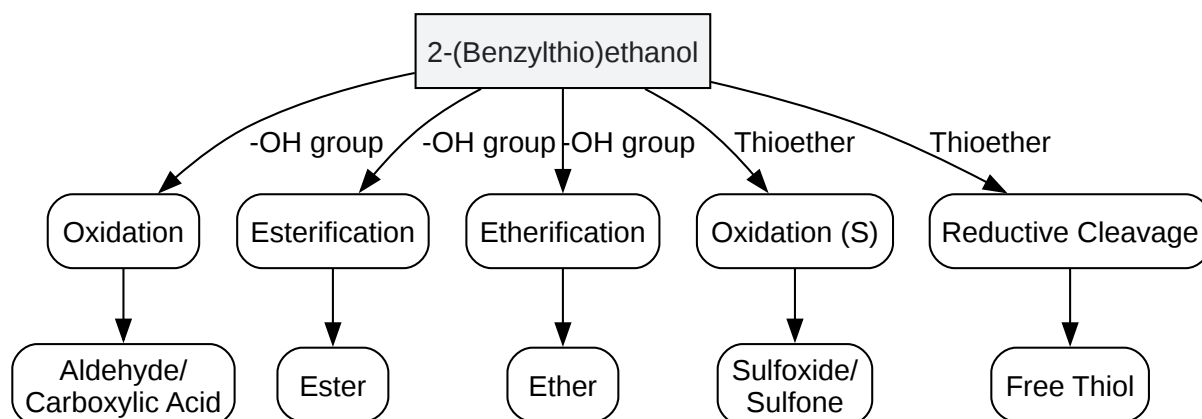 2-(Benzylthio)ethanol
-OH group
-OH group
-OH group
Thioether
Thioether
Oxidation
Esterification
Etherification
Oxidation (S)
Reductive Cleavage
Aldehyde/
Carboxylic Acid
Ester
Ether
Sulfoxide/
Sulfone
Free Thiol